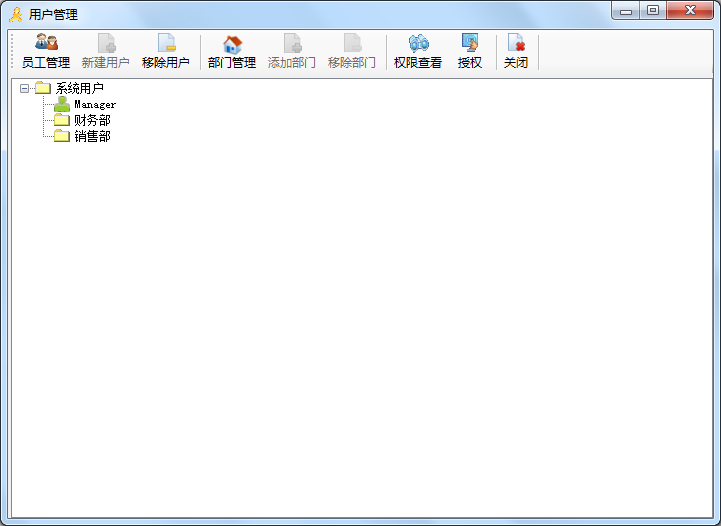 用户管理
员工管理 新建用户 移除用户 部门管理 添加部门 移除部门 权限查看 授权 关闭
系统用户
Manager
财务部
销售部